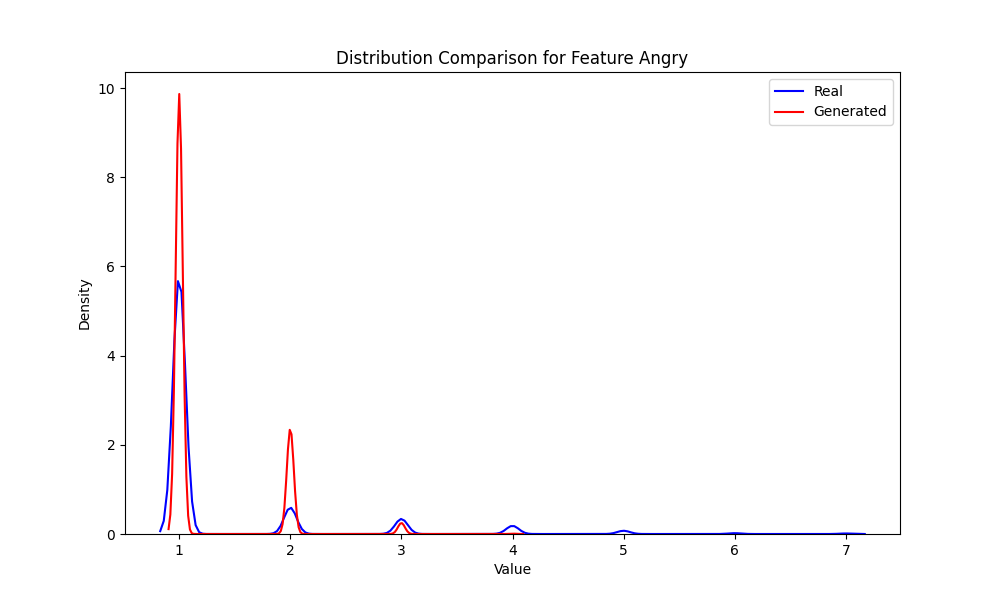 Distribution Comparison for Feature Angry
Real
Generated
Density
10
8
6
4
2
0
1 2 3 4 5 6 7
Value